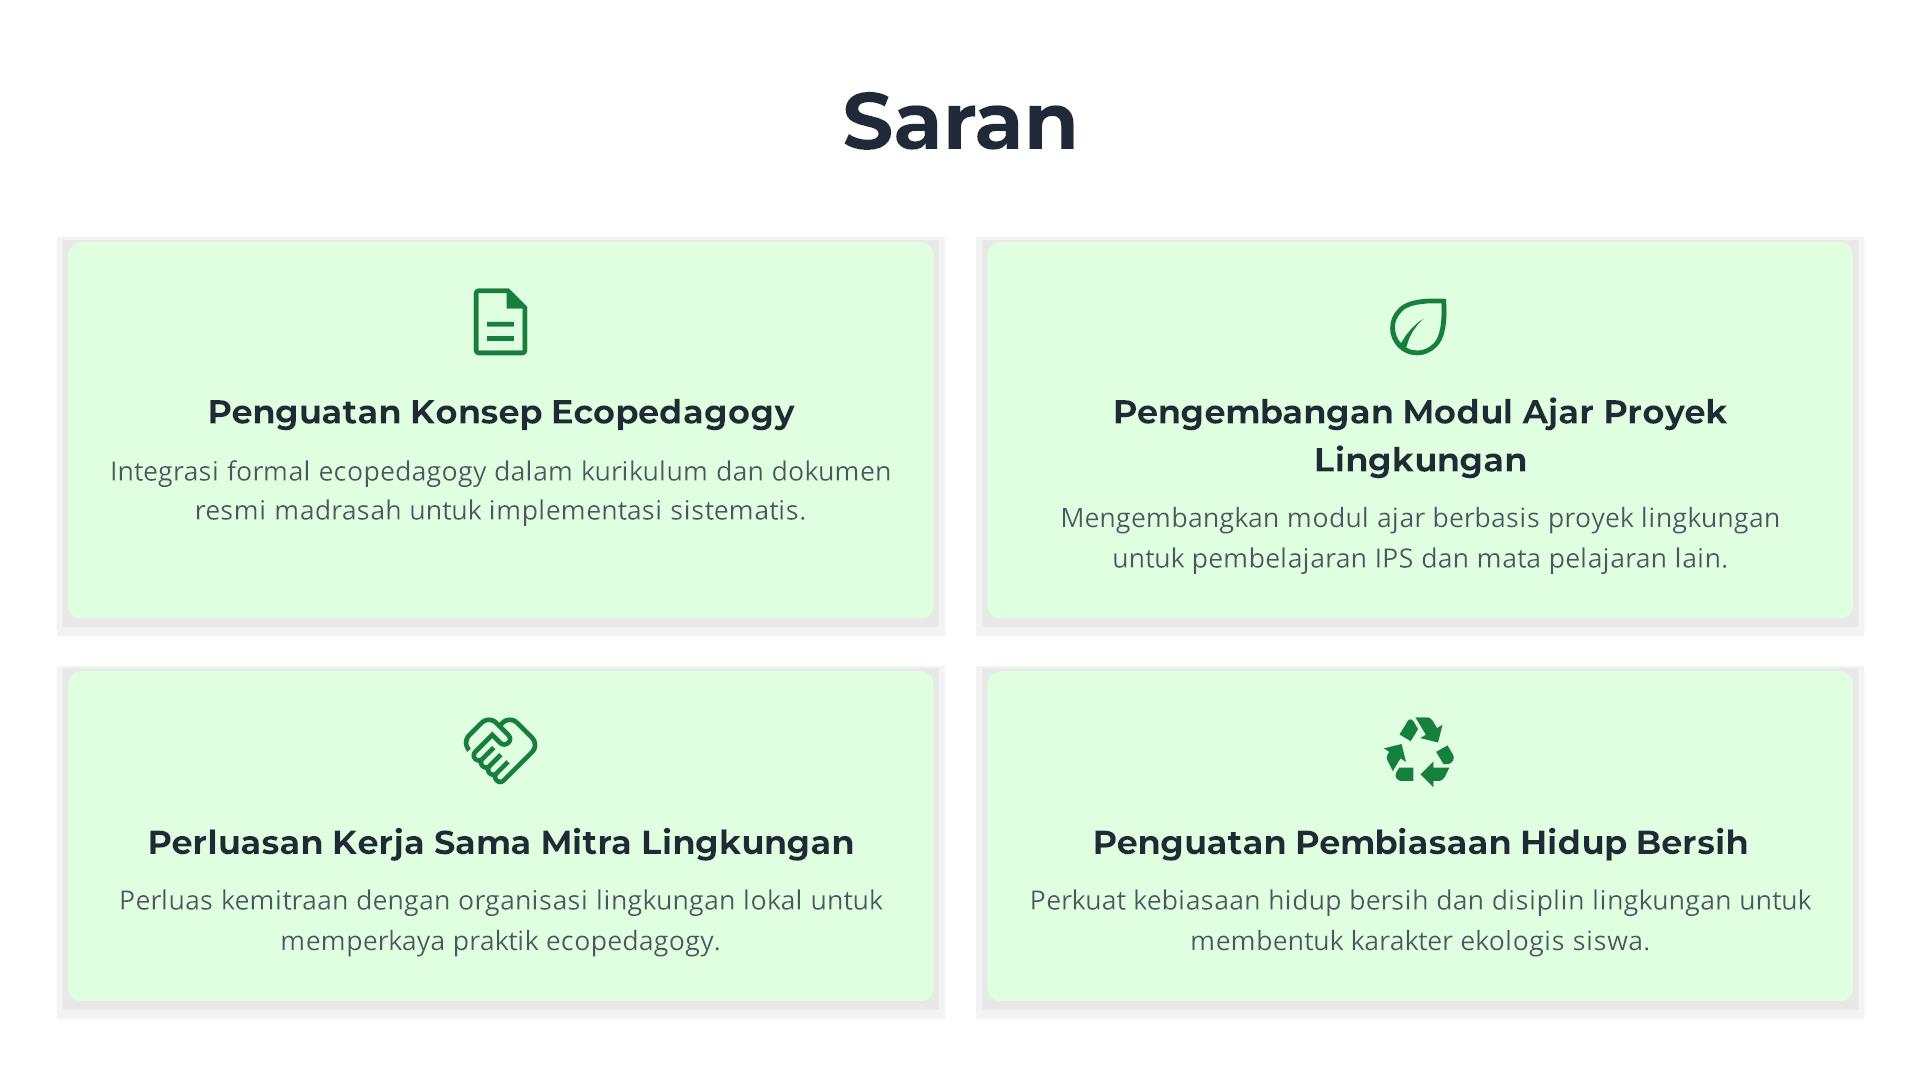 Saran
Penguatan Konsep Ecopedagogy
Integrasi formal ecopedagogy dalam kurikulum dan dokumen
resmi madrasah untuk implementasi sistematis.
Pengembangan Modul Ajar Proyek
Lingkungan
Mengembangkan modul ajar berbasis proyek lingkungan
untuk pembelajaran IPS dan mata pelajaran lain.
Perluasan Kerja Sama Mitra Lingkungan
Perluas kemitraan dengan organisasi lingkungan lokal untuk
memperkaya praktik ecopedagogy.
Penguatan Pembiasaan Hidup Bersih
Perkuat kebiasaan hidup bersih dan disiplin lingkungan untuk
membentuk karakter ekologis siswa.